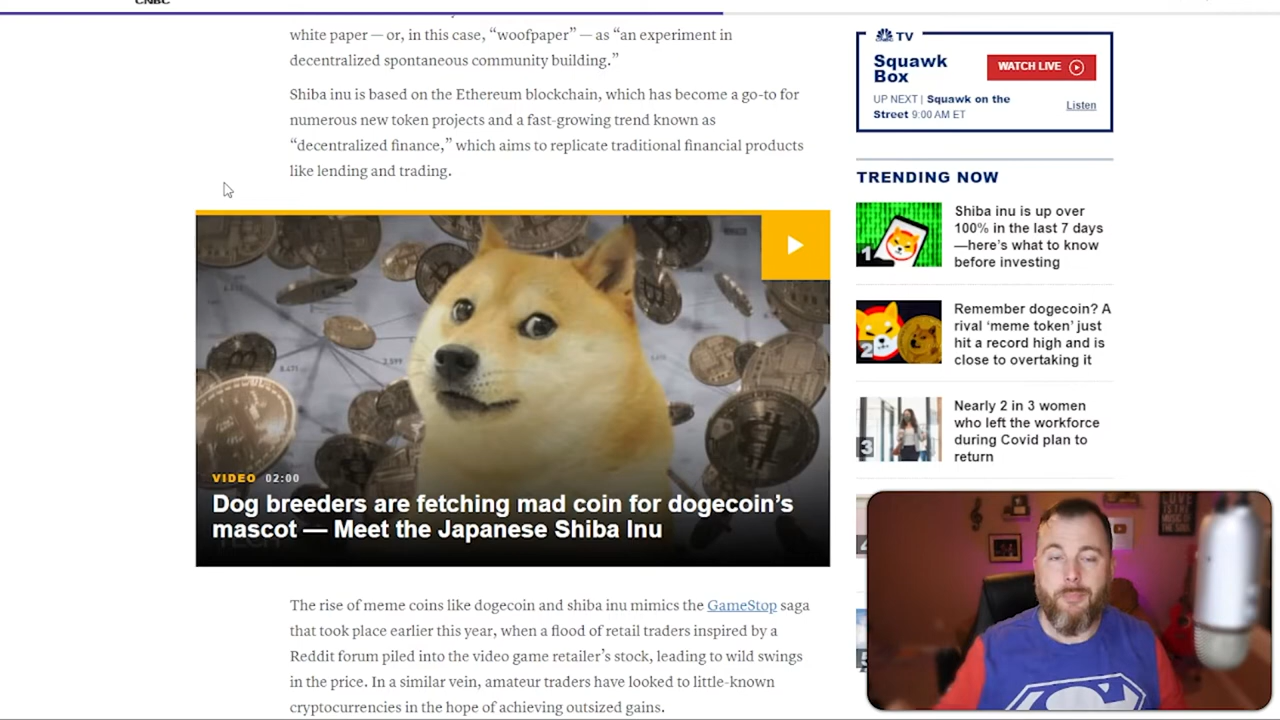 CNBC
white paper — or, in this case, “woofpaper” — as “an experiment in
decentralized spontaneous community building.”
Shiba inu is based on the Ethereum blockchain, which has become a go-to for
numerous new token projects and a fast-growing trend known as
“decentralized finance,” which aims to replicate traditional financial products
like lending and trading.
VIDEO 02:00
Dog breeders are fetching mad coin for dogecoin’s
mascot — Meet the Japanese Shiba Inu
The rise of meme coins like dogecoin and shiba inu mimics the GameStop saga
that took place earlier this year, when a flood of retail traders inspired by a
Reddit forum piled into the video game retailer’s stock, leading to wild swings
in the price. In a similar vein, amateur traders have looked to little-known
cryptocurrencies in the hope of achieving outsized gains.
TV
Squawk
Box
WATCH LIVE
UP NEXT | Squawk on the
Street 9:00 AM ET
Listen
TRENDING NOW
1
Shiba inu is up over
100% in the last 7 days
—here’s what to know
before investing
2
Remember dogecoin? A
rival ‘meme token’ just
hit a record high and is
close to overtaking it
3
Nearly 2 in 3 women
who left the workforce
during Covid plan to
return